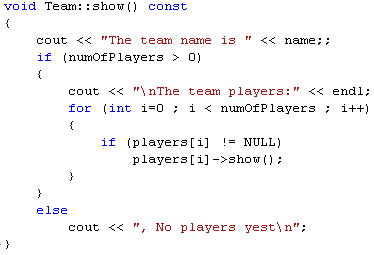 void Team::show() const
{
    cout << "The team name is " << name;;
    if (numOfPlayers > 0)
    {
        cout << "\nThe team players:" << endl;
        for (int i=0 ; i < numOfPlayers ; i++)
        {
            if (players[i] != NULL)
                players[i]->show();
        }
    }
    else
        cout << ", No players yest\n";
}